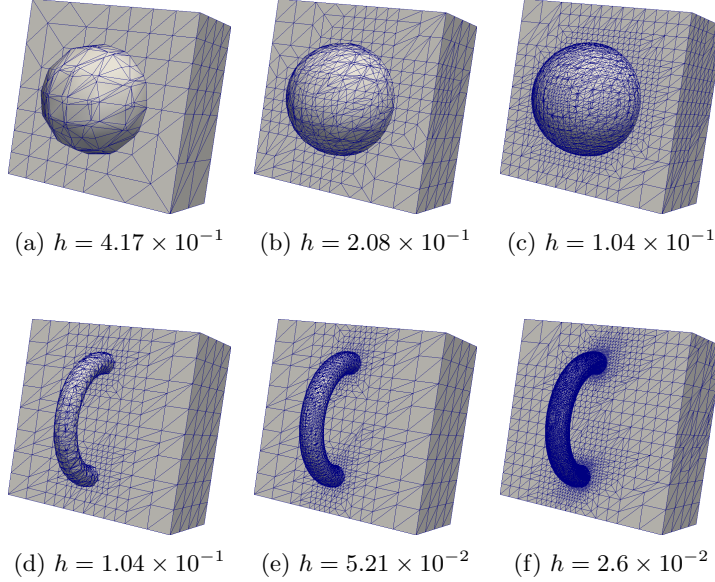 (a) h = 4.17 × 10⁻¹
(b) h = 2.08 × 10⁻¹
(c) h = 1.04 × 10⁻¹
(d) h = 1.04 × 10⁻¹
(e) h = 5.21 × 10⁻²
(f) h = 2.6 × 10⁻²